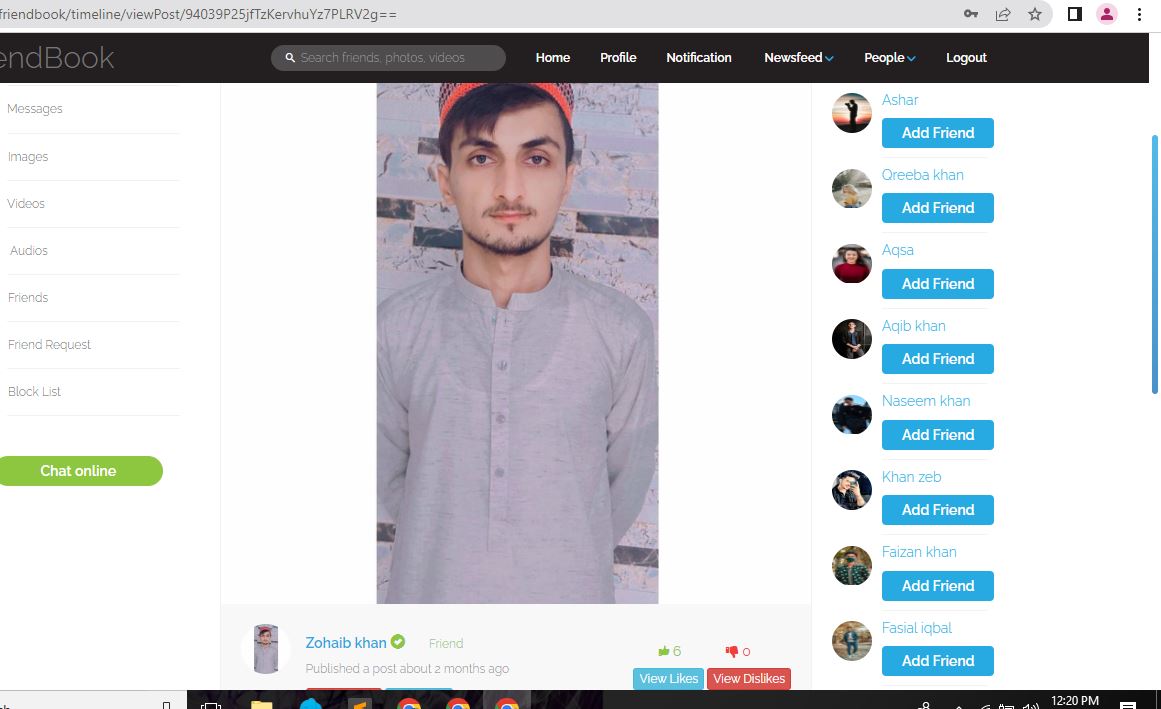 friendbook/timeline/viewPost/94039P25jfTzKervhuYz7PLRV2g==
endBook
Search friends, photos, videos
Home
Profile
Notification
Newsfeed
People
Logout
Messages
Images
Videos
Audios
Friends
Friend Request
Block List
Chat online
Zohaib khan
Friend
Published a post about 2 months ago
6
0
View Likes
View Dislikes
Ashar
Add Friend
Qreeba khan
Add Friend
Aqsa
Add Friend
Aqib khan
Add Friend
Naseem khan
Add Friend
Khan zeb
Add Friend
Faizan khan
Add Friend
Fasial iqbal
Add Friend
12:20 PM